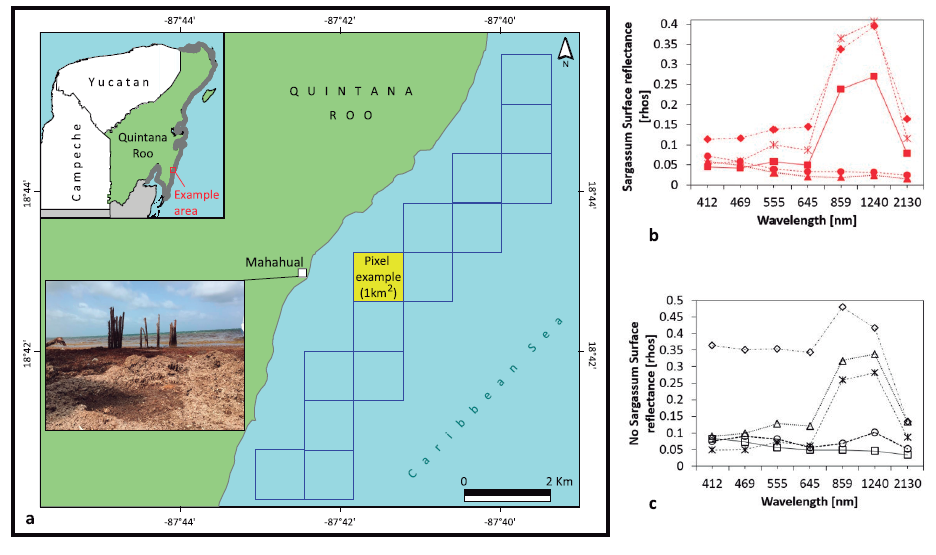 -87°44'
-87°42'
-87°40'
N
Yucatan
Campeche
Quintana
Roo
Example
area
QUINTANA
ROO
18°44'
18°44'
Mahahual
Pixel
example
(1km²)
18°42'
18°42'
Caribbean Sea
0
2 Km
-87°44'
-87°42'
-87°40'
a
Sargassum Surface reflectance
[rhos]
0.4
0.35
0.3
0.25
0.2
0.15
0.1
0.05
0
412 469 555 645 859 1240 2130
Wavelength [nm]
b
No Sargassum Surface
reflectance [rhos]
0.5
0.45
0.4
0.35
0.3
0.25
0.2
0.15
0.1
0.05
0
412 469 555 645 859 1240 2130
Wavelength [nm]
c